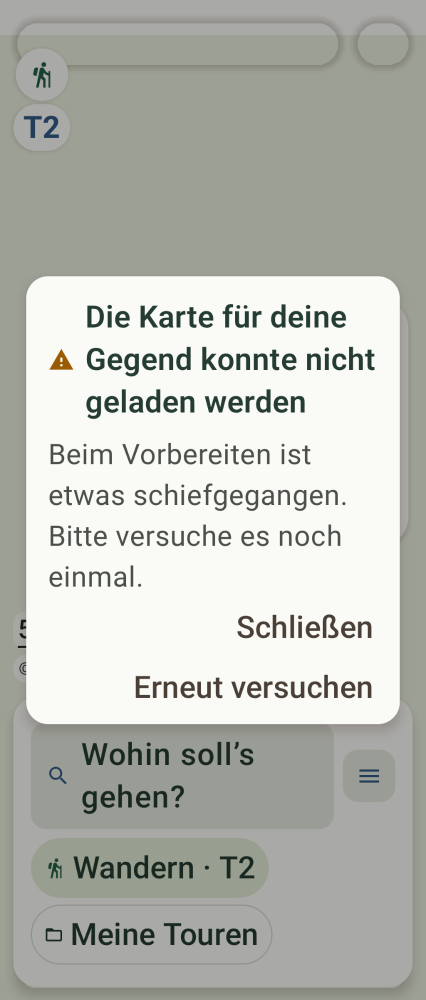 T2
Die Karte für deine
Gegend konnte nicht
geladen werden
Beim Vorbereiten ist
etwas schiefgegangen.
Bitte versuche es noch
einmal.
Schließen
5
©
Erneut versuchen
Wohin soll’s
gehen?
Wandern · T2
Meine Touren